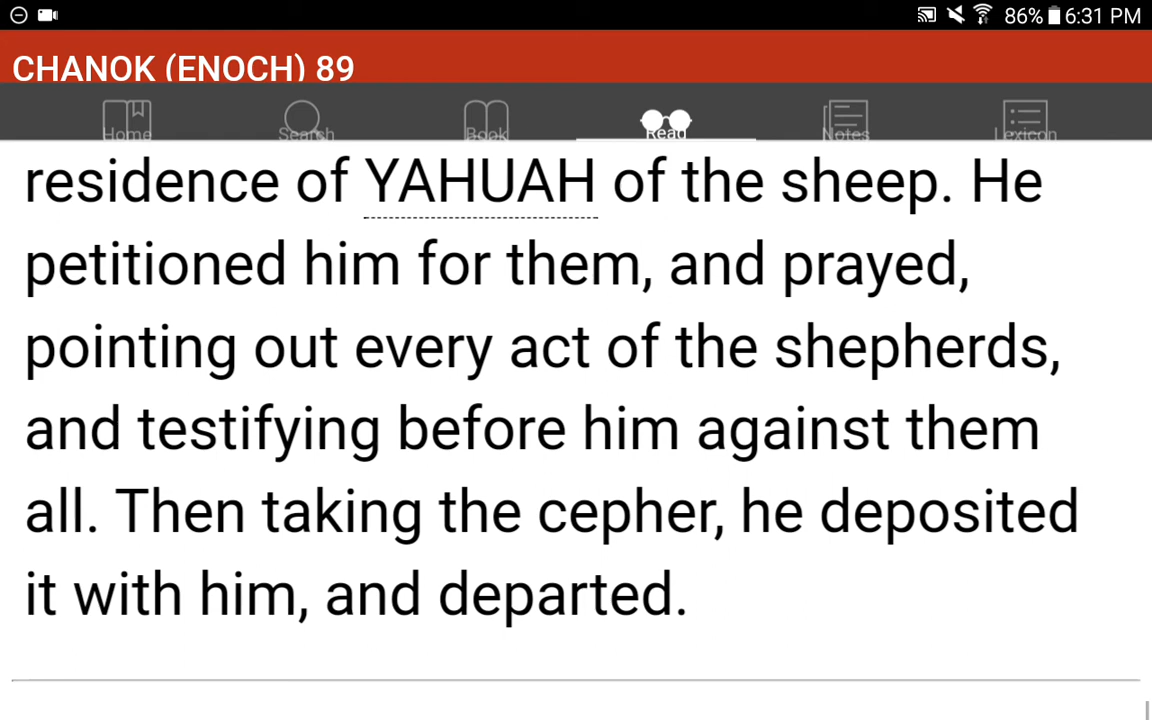 86% 6:31 PM
CHANOK (ENOCH) 89
Home Search Book Read Notes Lexicon
residence of YAHUAH of the sheep. He
petitioned him for them, and prayed,
pointing out every act of the shepherds,
and testifying before him against them
all. Then taking the cepher, he deposited
it with him, and departed.